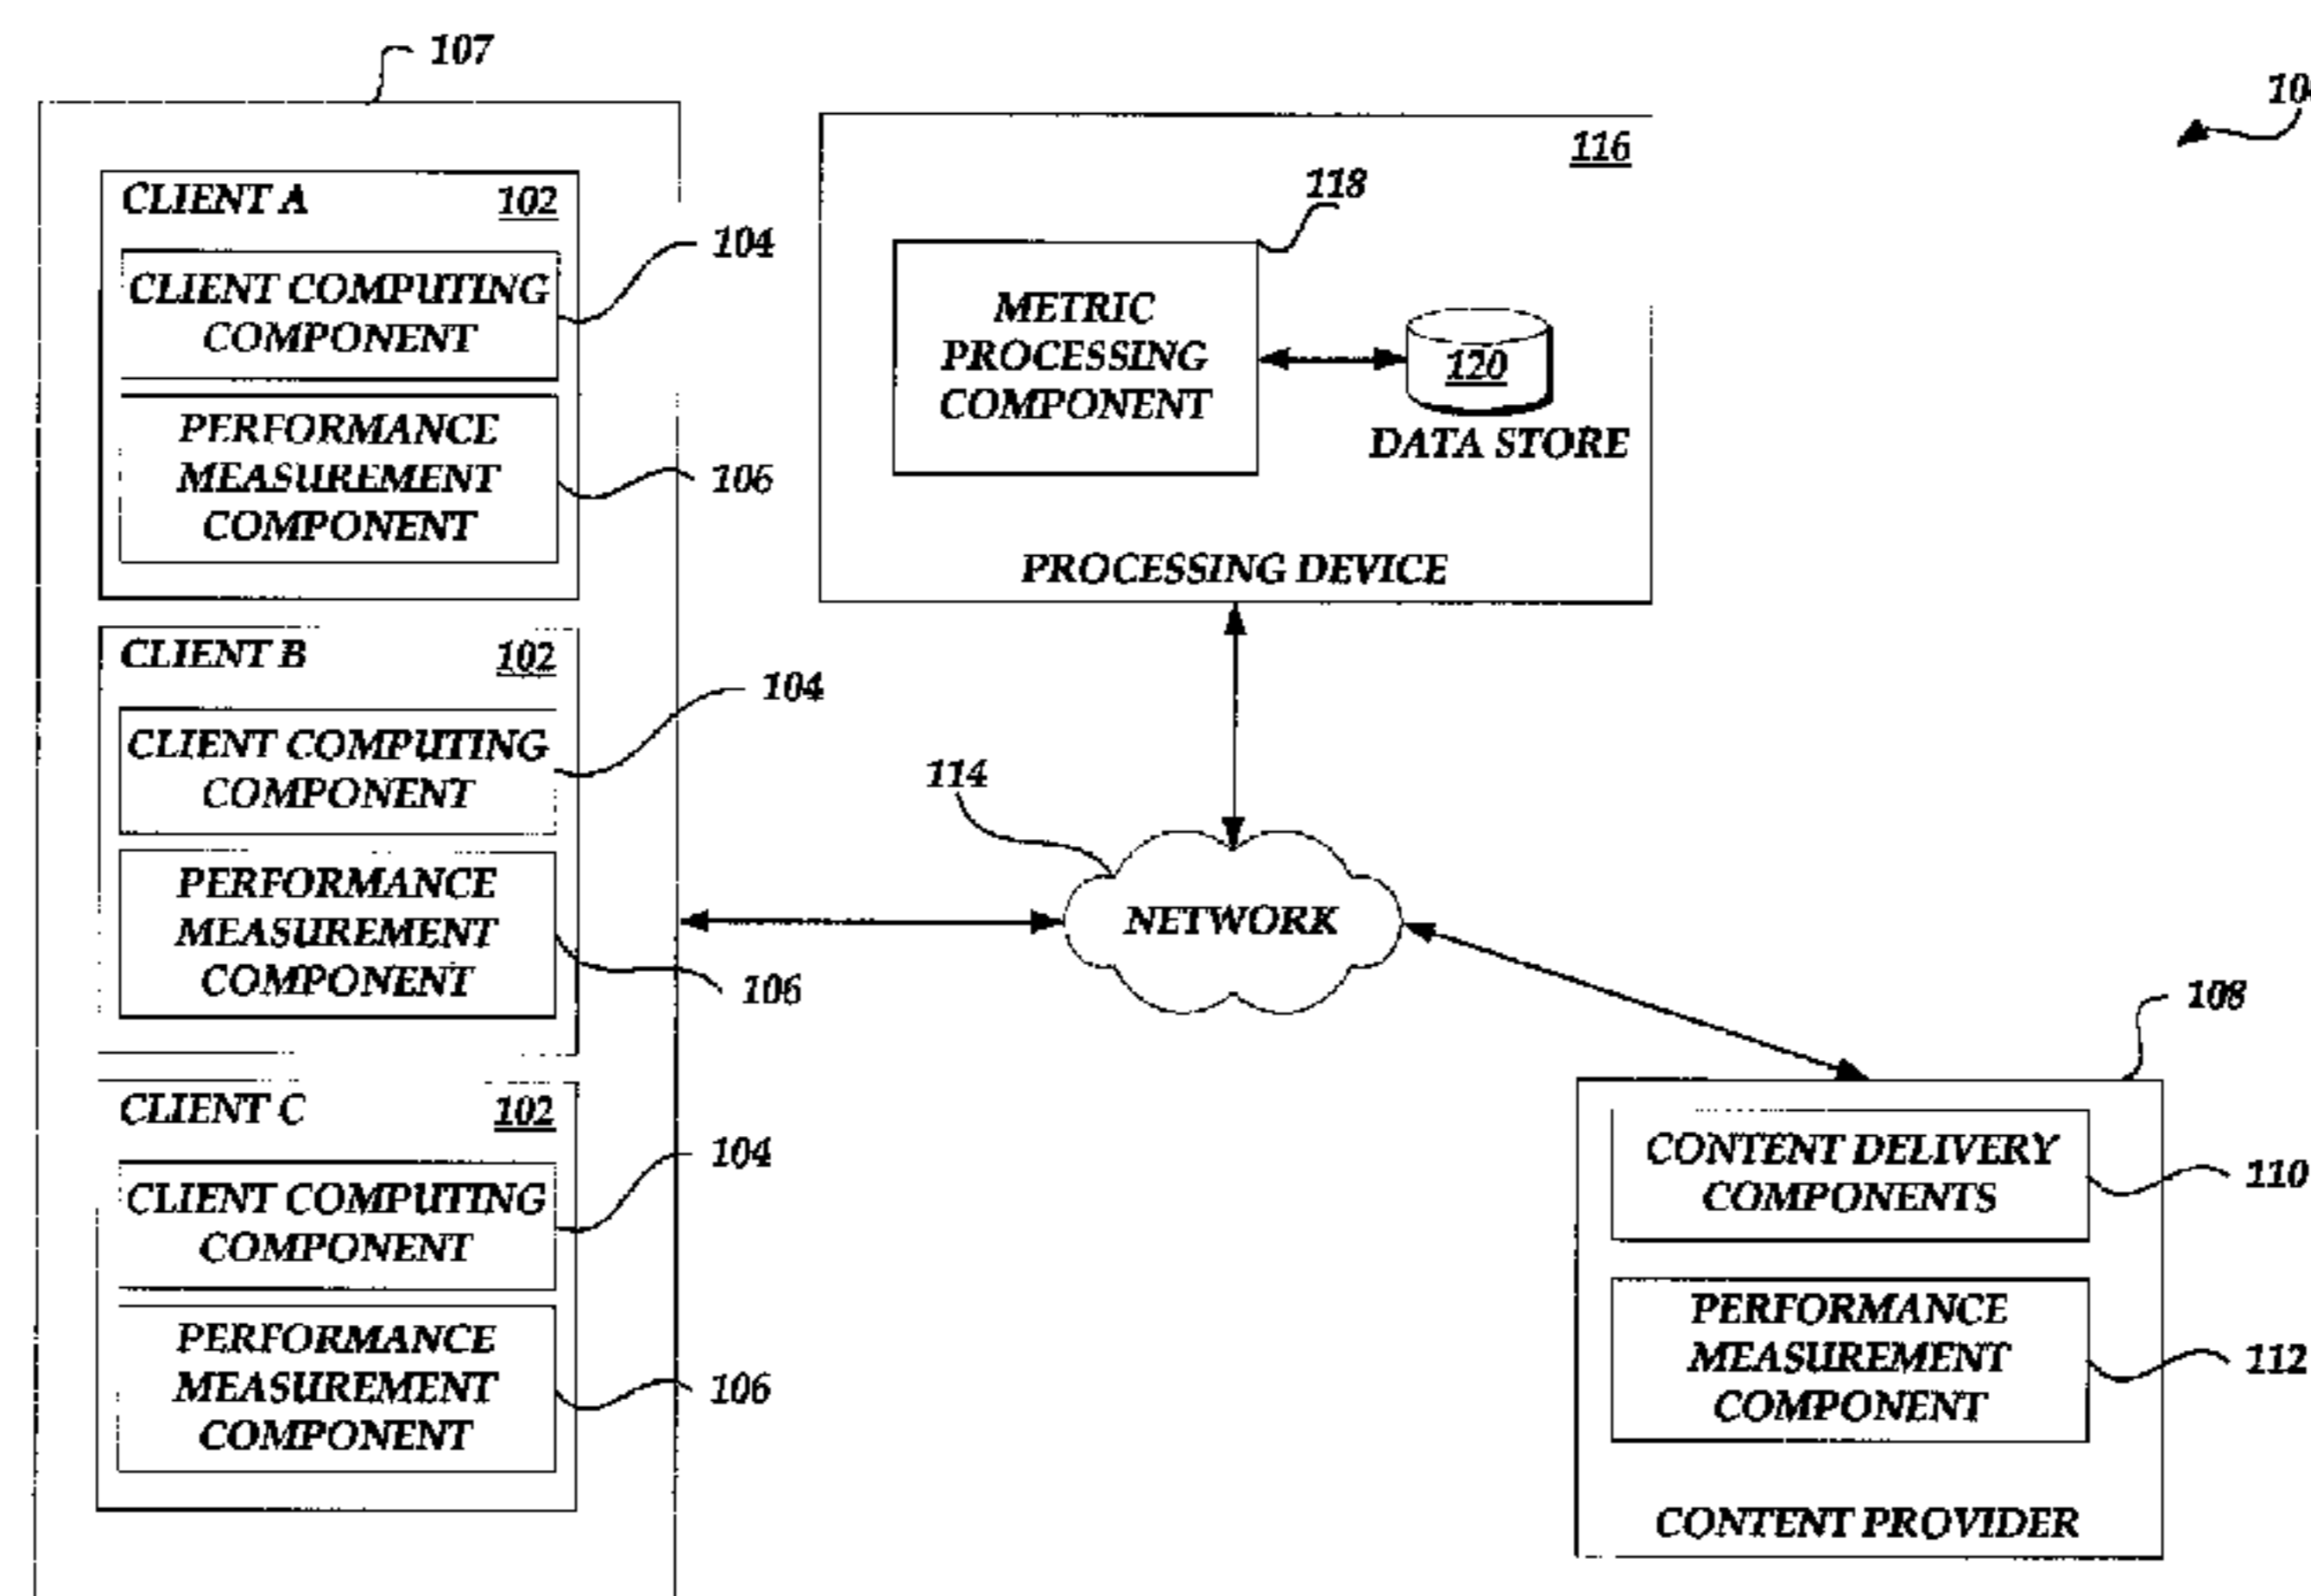 107
CLIENT A 102
CLIENT COMPUTING
COMPONENT
104
PERFORMANCE
MEASUREMENT
COMPONENT
106
CLIENT B 102
CLIENT COMPUTING
COMPONENT
104
PERFORMANCE
MEASUREMENT
COMPONENT
106
CLIENT C 102
CLIENT COMPUTING
COMPONENT
104
PERFORMANCE
MEASUREMENT
COMPONENT
106
116
118
METRIC
PROCESSING
COMPONENT
120
DATA STORE
PROCESSING DEVICE
114
NETWORK
108
CONTENT DELIVERY
COMPONENTS
110
PERFORMANCE
MEASUREMENT
COMPONENT
112
CONTENT PROVIDER